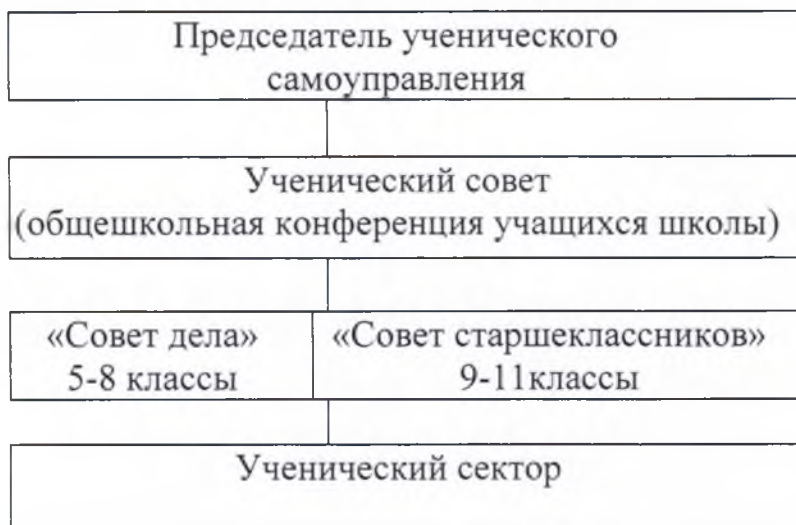 Председатель ученического
самоуправления
Ученический совет
(общешкольная конференция учащихся школы)
«Совет дела»
5-8 классы
«Совет старшеклассников»
9-11классы
Ученический сектор